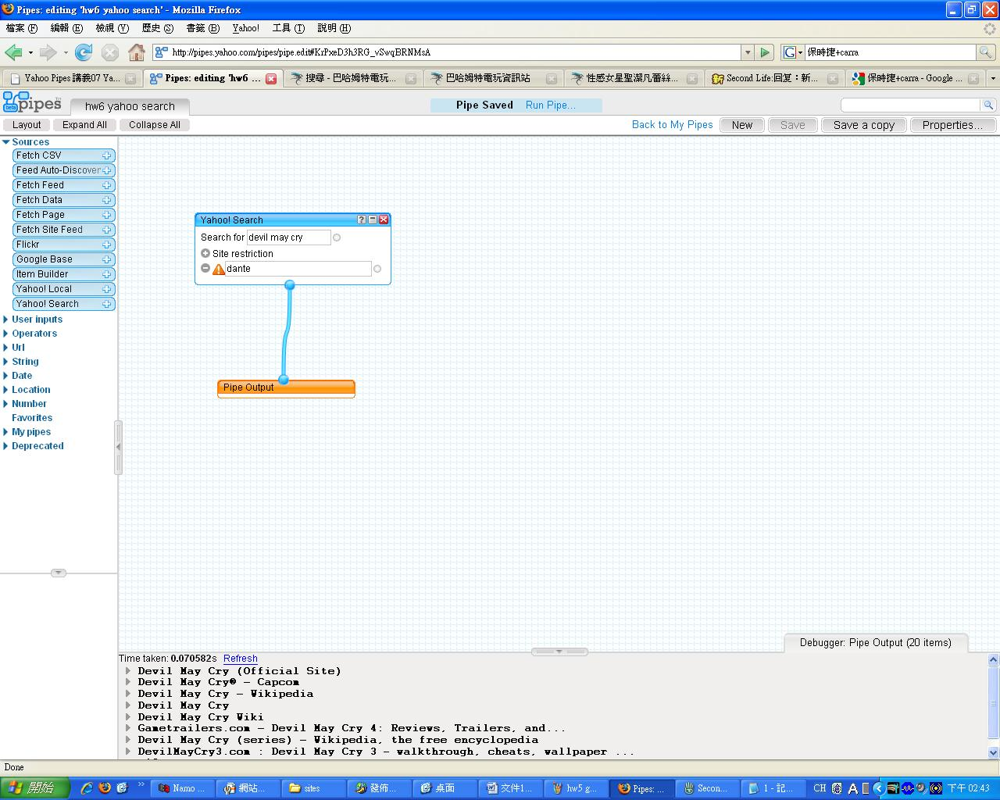 Pipes: editing 'hw6 yahoo search' - Mozilla Firefox
檔案 (F) 編輯 (E) 檢視 (V) 歷史 (S) 書籤 (B) Yahoo! 工具 (T) 說明 (H)
http://pipes.yahoo.com/pipes/pipe.edit#KrPxeD3h3RG_vSwqBRNMsA
G 保時捷+carra
Yahoo Pipes 講義07 Ya... Pipes: editing 'hw6 ... 搜尋 - 巴哈姆特電玩... 巴哈姆特電玩資訊站 性感女星聖潔凡蕾絲... Second Life:回复：新... 保時捷+carra - Google ...
pipes beta hw6 yahoo search Pipe Saved Run Pipe...
Layout Expand All Collapse All Back to My Pipes New Save Save a copy Properties...
Sources
Fetch CSV
Feed Auto-Discover
Fetch Feed
Fetch Data
Fetch Page
Fetch Site Feed
Flickr
Google Base
Item Builder
Yahoo! Local
Yahoo! Search
User inputs
Operators
Url
String
Date
Location
Number
Favorites
My pipes
Deprecated
Yahoo! Search
Search for devil may cry
Site restriction
dante
Pipe Output
Debugger: Pipe Output (20 items)
Time taken: 0.070582s Refresh
Devil May Cry (Official Site)
Devil May Cry® - Capcom
Devil May Cry - Wikipedia
Devil May Cry
Devil May Cry Wiki
Gametrailers.com - Devil May Cry 4: Reviews, Trailers, and...
Devil May Cry (series) - Wikipedia, the free encyclopedia
DevilMayCry3.com : Devil May Cry 3 - walkthrough, cheats, wallpaper ...
Done
開始 Namo ... 網站... sites 發佈... 桌面 文件1... hw5 g... Pipes: ... Secon... 1 - 記... CH A 下午 02:43